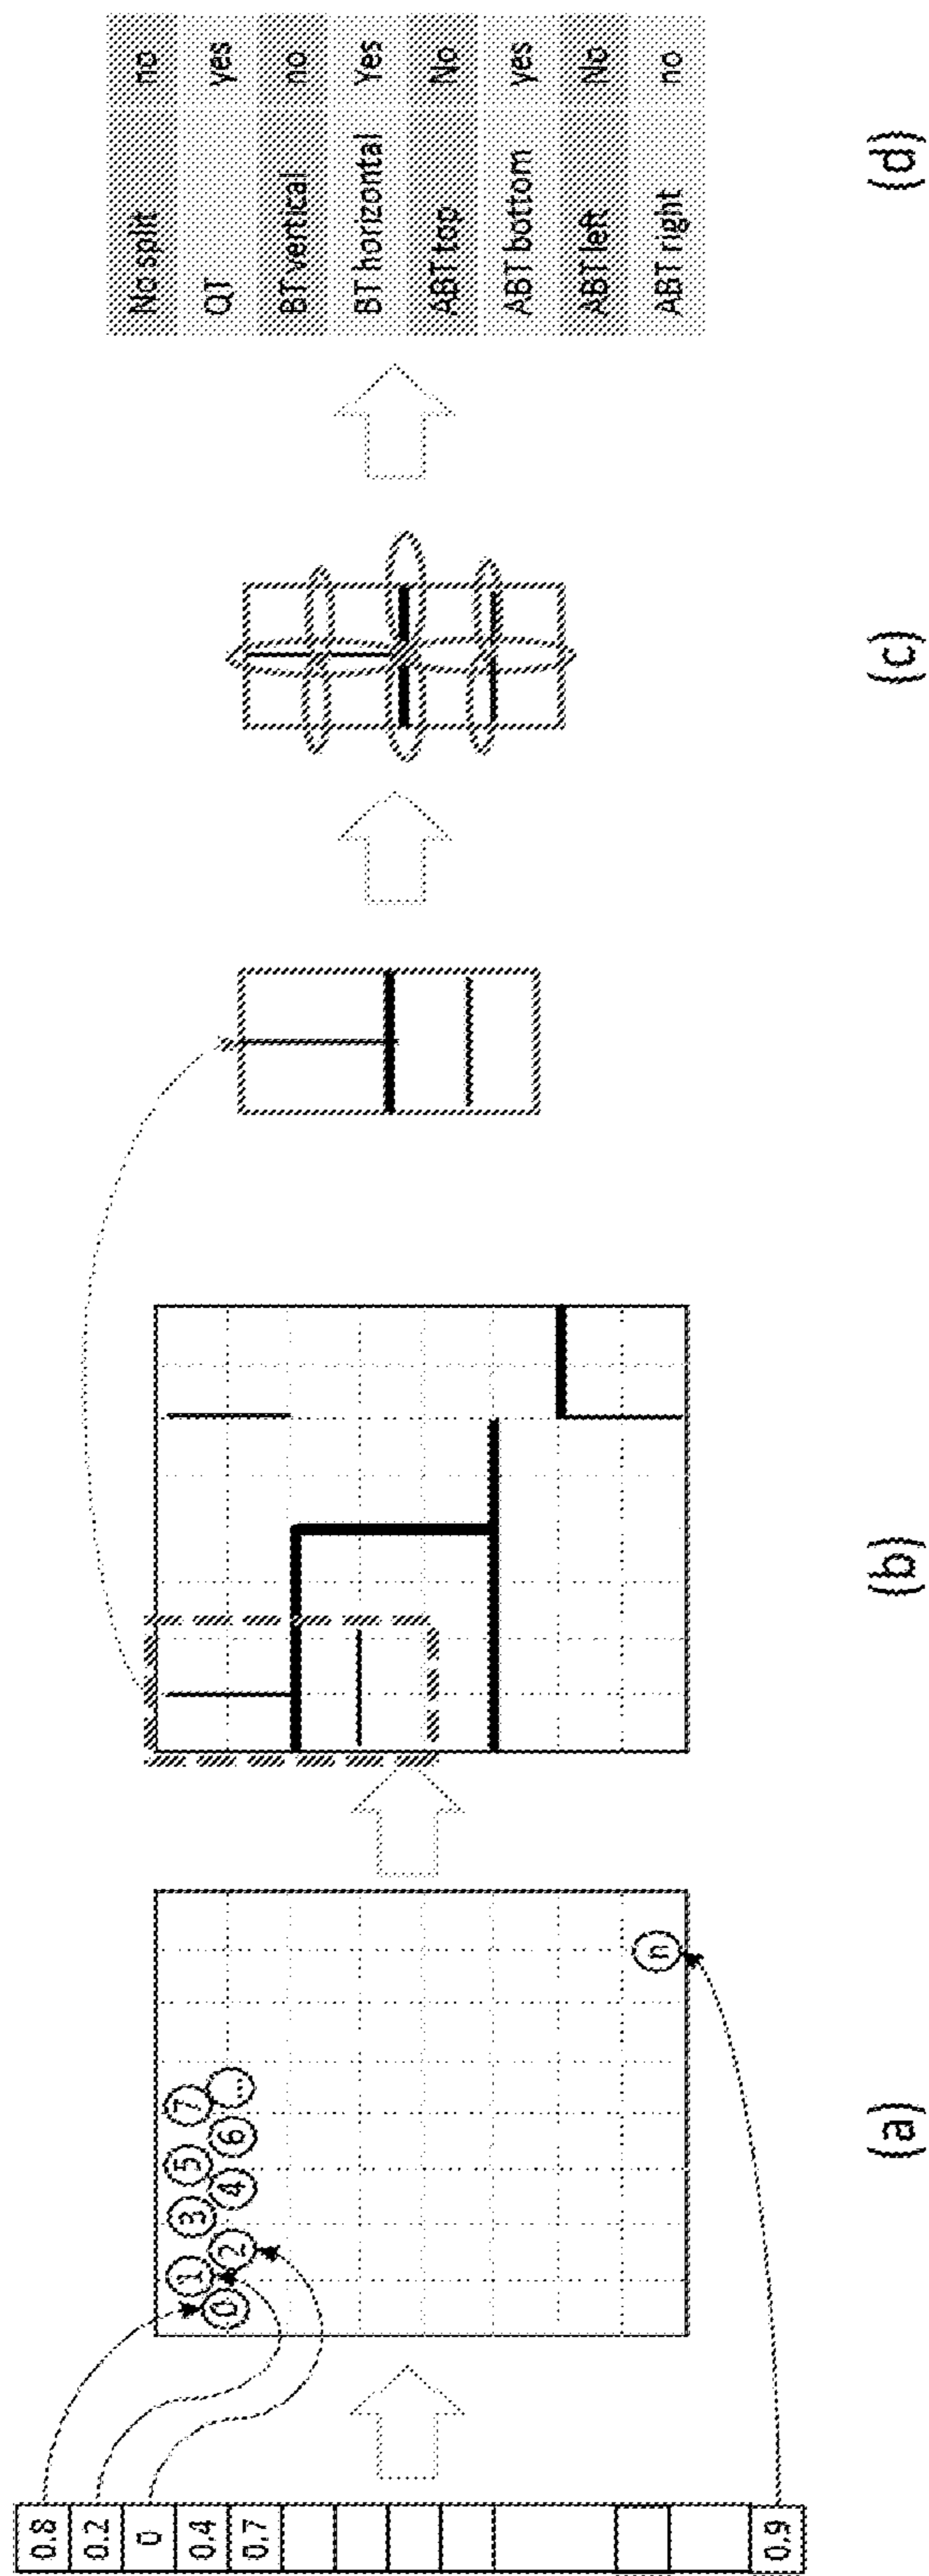 0.8
0.2
0
0.4
0.7
0.9
0
1
2
3
4
5
6
7
...
n
(a)
(b)
(c)
No split no
QT yes
BT vertical no
BT horizontal Yes
ABT top No
ABT bottom yes
ABT left No
ABT right no
(d)